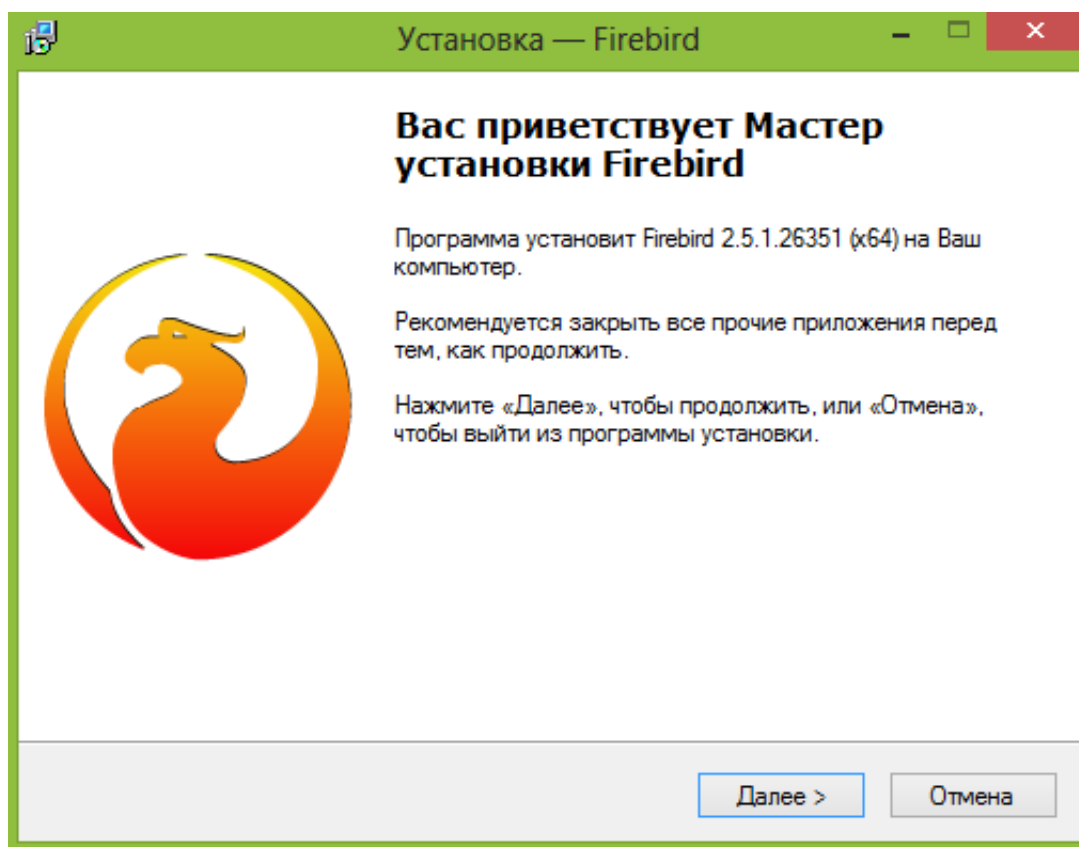 Установка — Firebird
Вас приветствует Мастер
установки Firebird
Программа установит Firebird 2.5.1.26351 (x64) на Ваш
компьютер.
Рекомендуется закрыть все прочие приложения перед
тем, как продолжить.
Нажмите «Далее», чтобы продолжить, или «Отмена»,
чтобы выйти из программы установки.
Далее >
Отмена